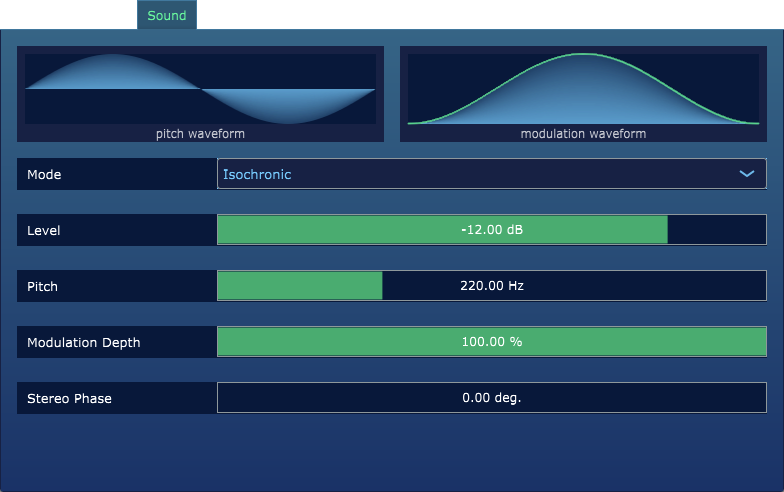 Sound
pitch waveform
modulation waveform
Mode
Isochronic
Level
-12.00 dB
Pitch
220.00 Hz
Modulation Depth
100.00 %
Stereo Phase
0.00 deg.